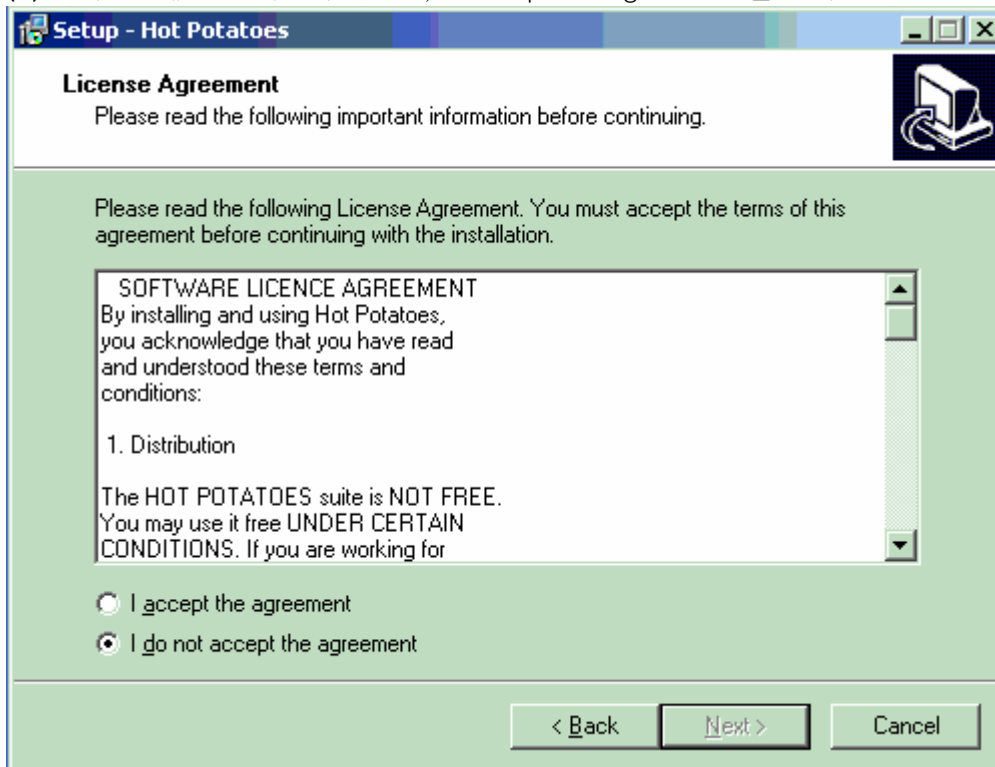 Setup - Hot Potatoes
License Agreement
Please read the following important information before continuing.
Please read the following License Agreement. You must accept the terms of this
agreement before continuing with the installation.
SOFTWARE LICENCE AGREEMENT
By installing and using Hot Potatoes,
you acknowledge that you have read
and understood these terms and
conditions:
1. Distribution
The HOT POTATOES suite is NOT FREE.
You may use it free UNDER CERTAIN
CONDITIONS. If you are working for
I accept the agreement
I do not accept the agreement
< Back Next > Cancel